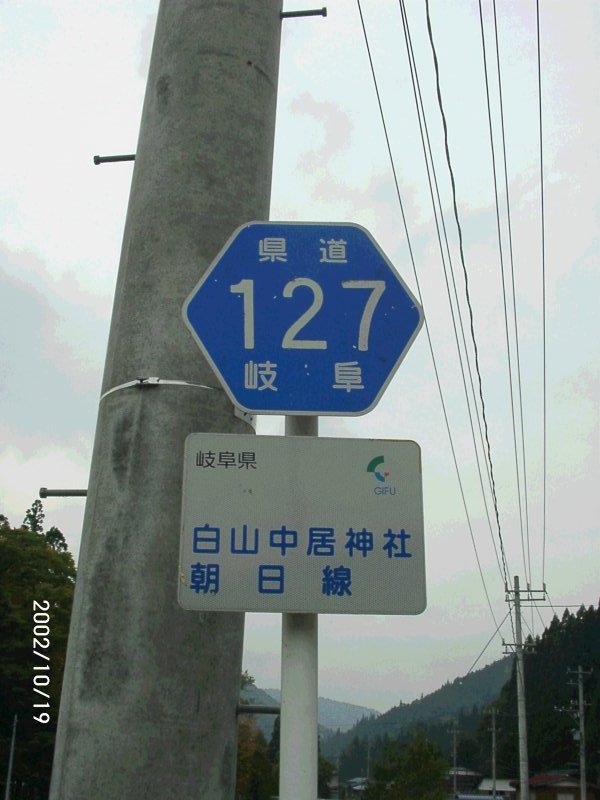 県道
127
岐阜
岐阜県
GIFU
白山中居神社
朝日線
2002/10/19